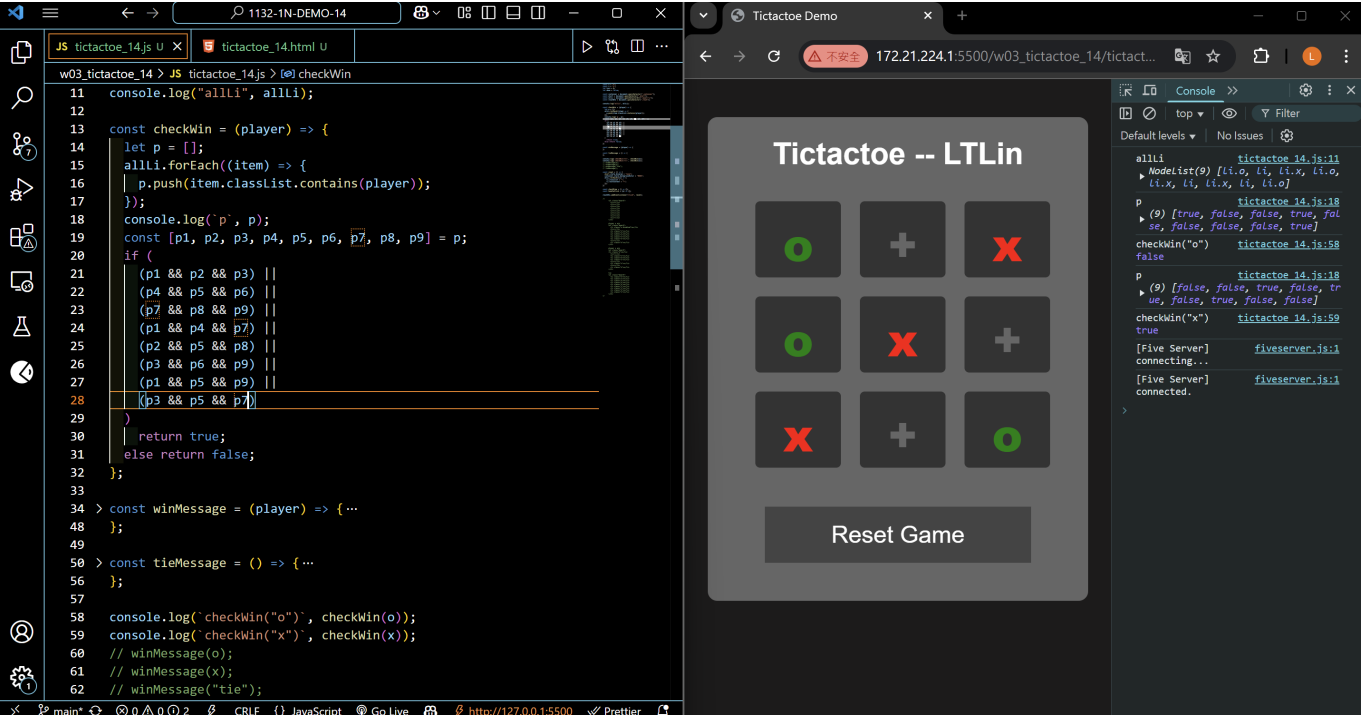 1132-1N-DEMO-14
JS tictactoe_14.js U
tictactoe_14.html U
w03_tictactoe_14 > JS tictactoe_14.js > checkWin
11 console.log("allLi", allLi);
12
13 const checkWin = (player) => {
14 let p = [];
15 allLi.forEach((item) => {
16 p.push(item.classList.contains(player));
17 });
18 console.log(`p`, p);
19 const [p1, p2, p3, p4, p5, p6, p7, p8, p9] = p;
20 if (
21 (p1 && p2 && p3) ||
22 (p4 && p5 && p6) ||
23 (p7 && p8 && p9) ||
24 (p1 && p4 && p7) ||
25 (p2 && p5 && p8) ||
26 (p3 && p6 && p9) ||
27 (p1 && p5 && p9) ||
28 (p3 && p5 && p7)
29 )
30 return true;
31 else return false;
32 };
33
34 const winMessage = (player) => {···
48 };
49
50 const tieMessage = () => {···
56 };
57
58 console.log(`checkWin("o")`, checkWin(o));
59 console.log(`checkWin("x")`, checkWin(x));
60 // winMessage(o);
61 // winMessage(x);
62 // winMessage("tie");
7
1
main* 0 0 2 CRLF {} JavaScript Go Live http://127.0.0.1:5500 Prettier
Tictactoe Demo
不安全 172.21.224.1:5500/w03_tictactoe_14/tictact...
L
Tictactoe -- LTLin
o + x
o x +
x + o
Reset Game
Console
top Filter
Default levels No Issues
allLi tictactoe_14.js:11
NodeList(9) [li.o, li, li.x, li.o,
li.x, li, li.x, li, li.o]
p tictactoe_14.js:18
(9) [true, false, false, true, fal
se, false, false, false, true]
checkWin("o") tictactoe_14.js:58
false
p tictactoe_14.js:18
(9) [false, false, true, false, tr
ue, false, true, false, false]
checkWin("x") tictactoe_14.js:59
true
[Five Server] fiveserver.js:1
connecting...
[Five Server] fiveserver.js:1
connected.